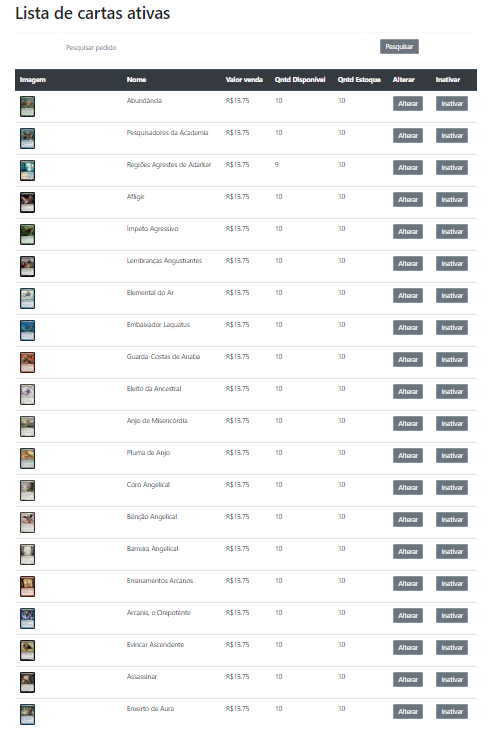 Lista de cartas ativas
Pesquisar pedido Pesquisar
Imagem Nome Valor venda Qntd Disponível Qntd Estoque Alterar Inativar
Abundância R$15.75 10 10 Alterar Inativar
Pesquisadores da Academia R$15.75 10 10 Alterar Inativar
Regiões Agrestes de Adarkar R$15.75 9 10 Alterar Inativar
Afligir R$15.75 10 10 Alterar Inativar
Ímpeto Agressivo R$15.75 10 10 Alterar Inativar
Lembranças Angustiantes R$15.75 10 10 Alterar Inativar
Elemental do Ar R$15.75 10 10 Alterar Inativar
Embaixador Laquatus R$15.75 10 10 Alterar Inativar
Guarda-Costas de Anaba R$15.75 10 10 Alterar Inativar
Eleito da Ancestral R$15.75 10 10 Alterar Inativar
Anjo de Misericórdia R$15.75 10 10 Alterar Inativar
Pluma de Anjo R$15.75 10 10 Alterar Inativar
Coro Angelical R$15.75 10 10 Alterar Inativar
Bênção Angelical R$15.75 10 10 Alterar Inativar
Barreira Angelical R$15.75 10 10 Alterar Inativar
Ensinamentos Arcanos R$15.75 10 10 Alterar Inativar
Arcanis, o Onipotente R$15.75 10 10 Alterar Inativar
Evincar Ascendente R$15.75 10 10 Alterar Inativar
Assassinar R$15.75 10 10 Alterar Inativar
Enxerto de Aura R$15.75 10 10 Alterar Inativar